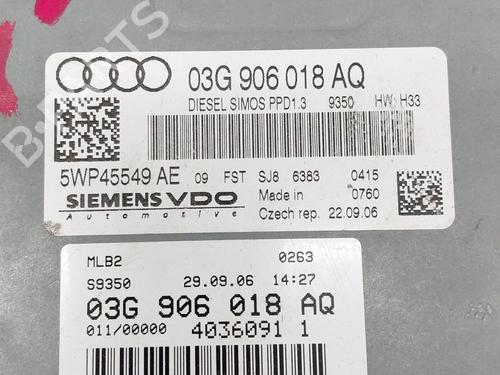 03G 906 018 AQ
DIESEL SIMOS PPD1.3 9350 HW H33
5WP45549 AE 09 FST SJ8 6383 0415
SIEMENS VDO Made in 0760
Automotive Czech rep. 22.09.06
MLB2 0263
S9350 29.09.06 14:27
03G 906 018 AQ
011/00000 4036091 1